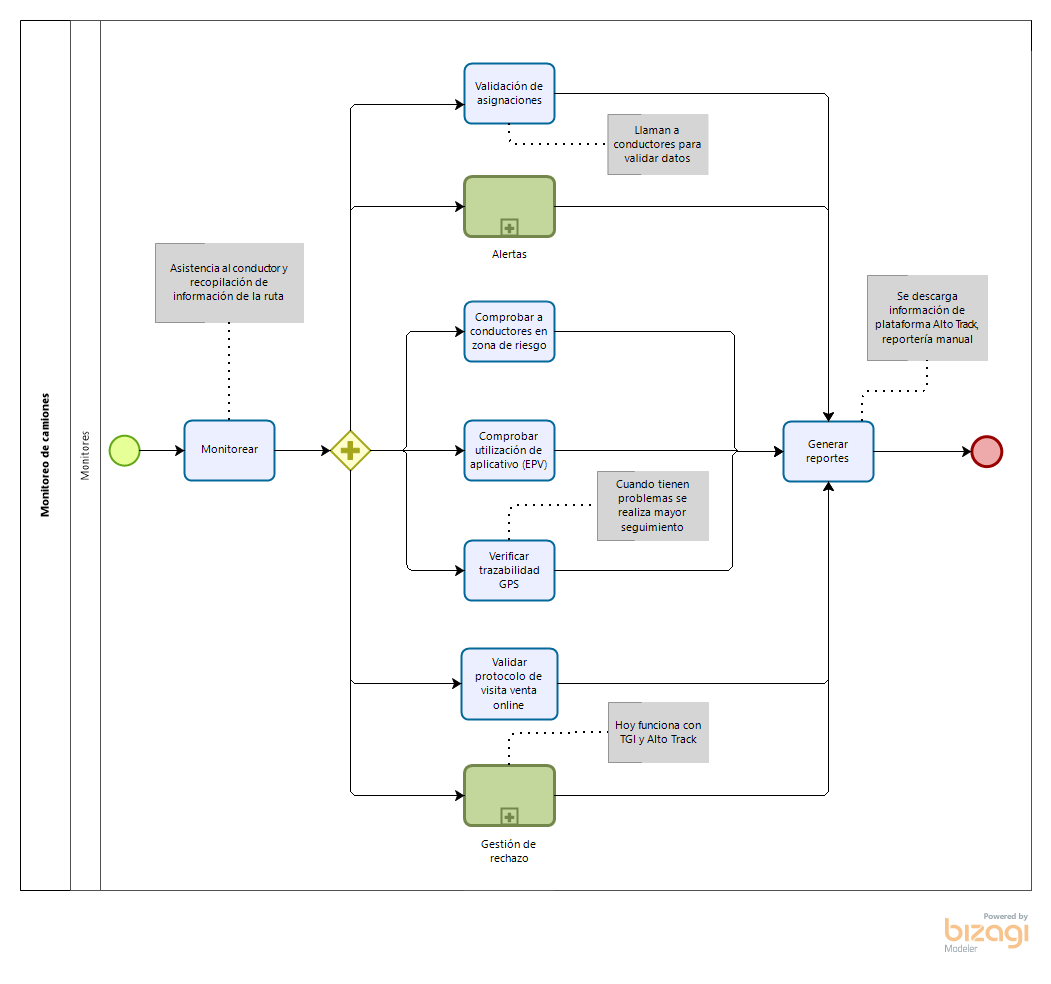 Monitoreo de camiones
Monitores
Validación de
asignaciones
Llaman a
conductores para
validar datos
Alertas
Asistencia al conductor y
recopilación de
información de la ruta
Comprobar a
conductores en
zona de riesgo
Se descarga
información de
plataforma Alto Track,
reportería manual
Monitorear
Comprobar
utilización de
aplicativo (EPV)
Generar
reportes
Cuando tienen
problemas se
realiza mayor
seguimiento
Verificar
trazabilidad
GPS
Validar
protocolo de
visita venta
online
Hoy funciona con
TGI y Alto Track
Gestión de
rechazo
Powered by
bizagi
Modeler